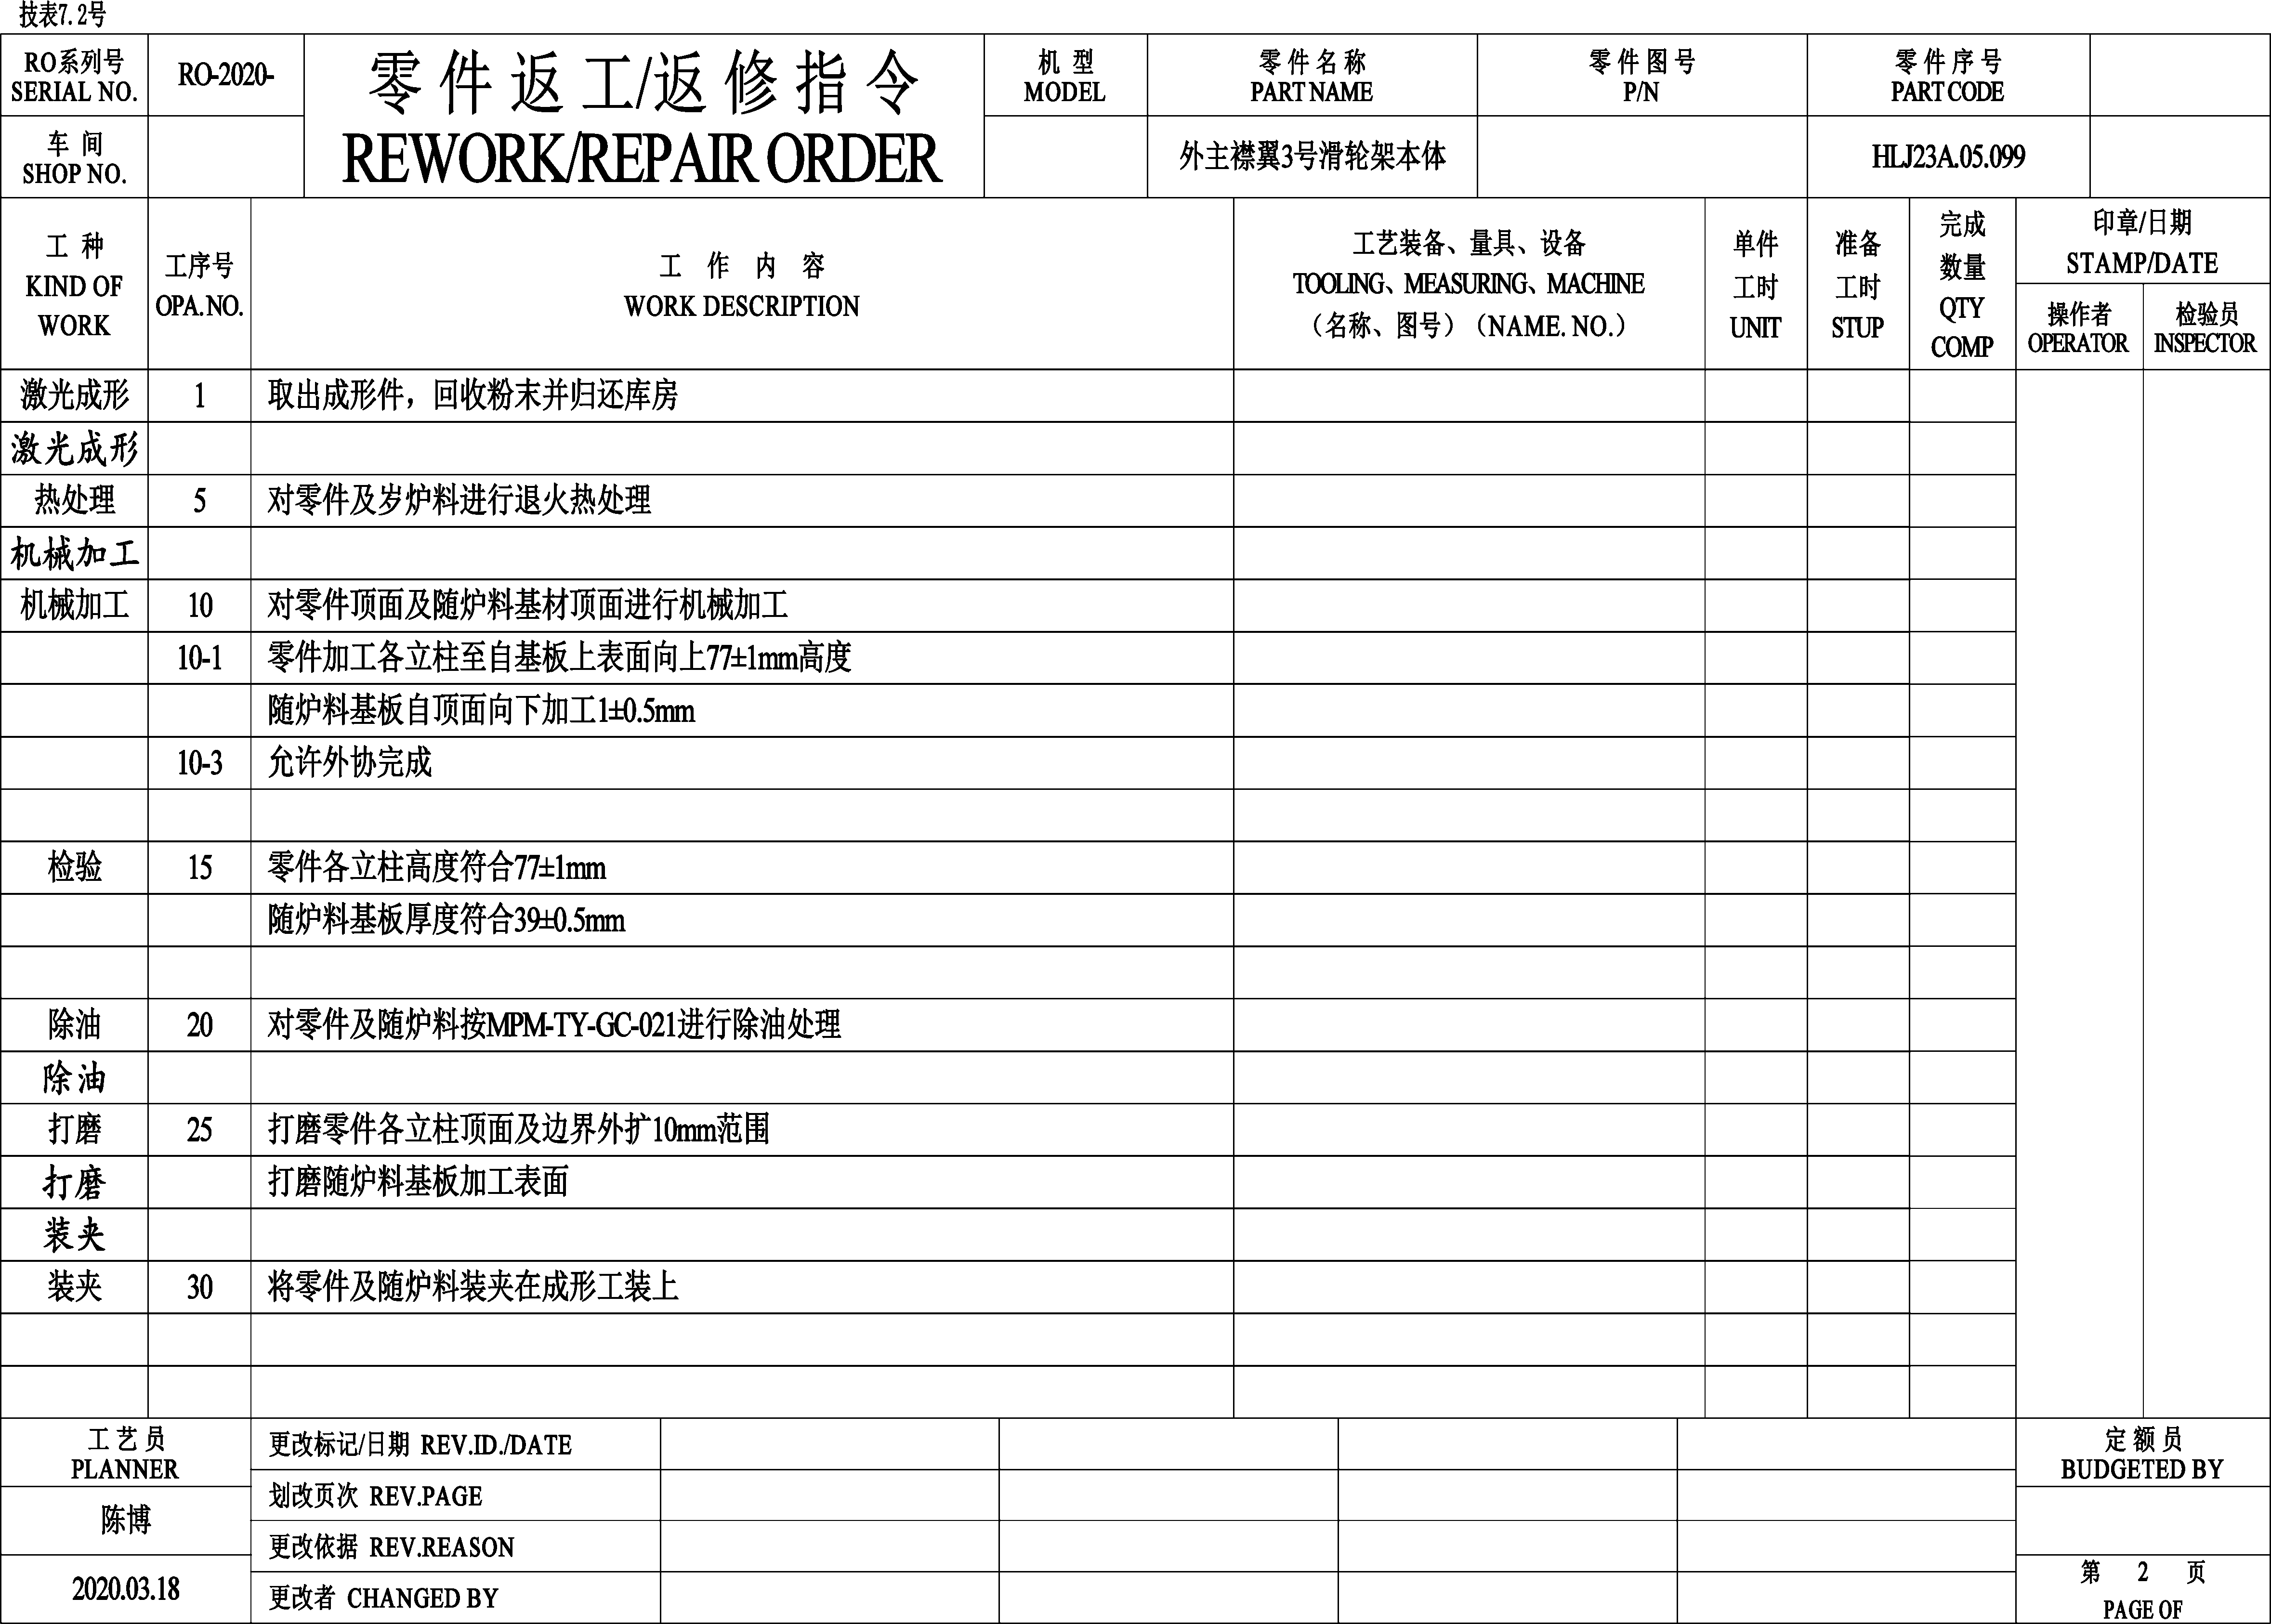 技表7.2号
RO系列号
SERIAL NO.
RO-2020-
零件返工/返修指令
REWORK/REPAIR ORDER
机 型
MODEL
零件名称
PART NAME
零件图号
P/N
零件序号
PART CODE
车 间
SHOP NO.
外主襟翼3号滑轮架本体
HLJ23A.05.099
工 种
KIND OF
WORK
工序号
OPA.NO.
工 作 内 容
WORK DESCRIPTION
工艺装备、量具、设备
TOOLING、MEASURING、MACHINE
（名称、图号）（NAME. NO.）
单件
工时
UNIT
准备
工时
STUP
完成
数量
QTY
COMP
印章/日期
STAMP/DATE
操作者
OPERATOR
检验员
INSPECTOR
激光成形 1 取出成形件，回收粉末并归还库房
激光成形
热处理 5 对零件及岁炉料进行退火热处理
机械加工
机械加工 10 对零件顶面及随炉料基材顶面进行机械加工
10-1 零件加工各立柱至自基板上表面向上77±1mm高度
随炉料基板自顶面向下加工1±0.5mm
10-3 允许外协完成
检验 15 零件各立柱高度符合77±1mm
随炉料基板厚度符合39±0.5mm
除油 20 对零件及随炉料按MPM-TY-GC-021进行除油处理
除油
打磨 25 打磨零件各立柱顶面及边界外扩10mm范围
打磨 打磨随炉料基板加工表面
装夹
装夹 30 将零件及随炉料装夹在成形工装上
工艺员
PLANNER
陈博
2020.03.18
更改标记/日期 REV.ID./DATE
划改页次 REV.PAGE
更改依据 REV.REASON
更改者 CHANGED BY
定额员
BUDGETED BY
第 2 页
PAGE OF